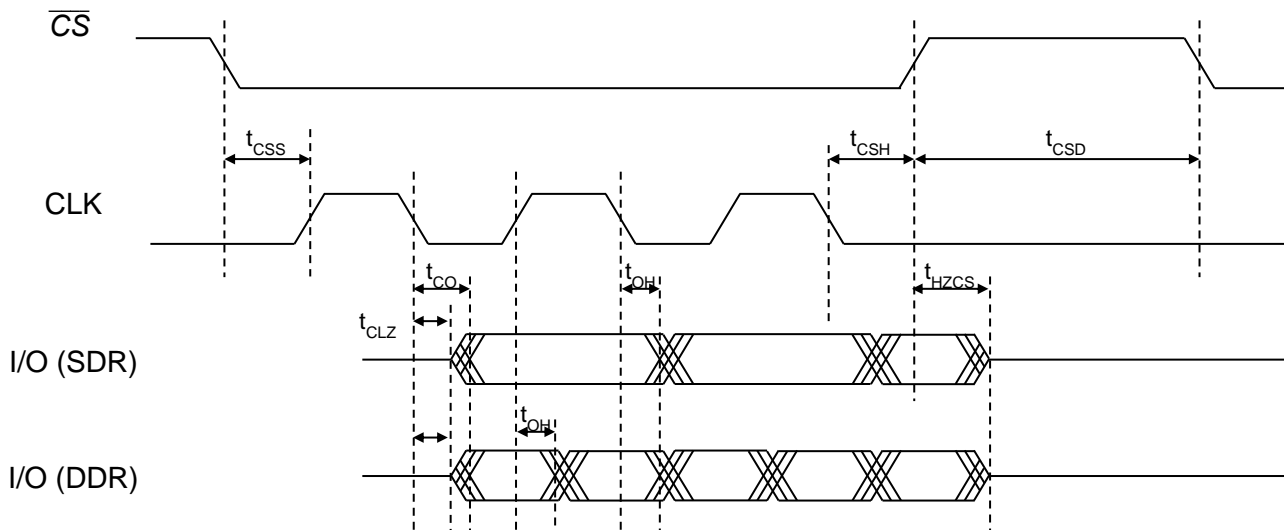 CS
tCSS
tCSH
tCSD
CLK
tCO
tOH
tHZCS
tCLZ
I/O (SDR)
tOH
I/O (DDR)